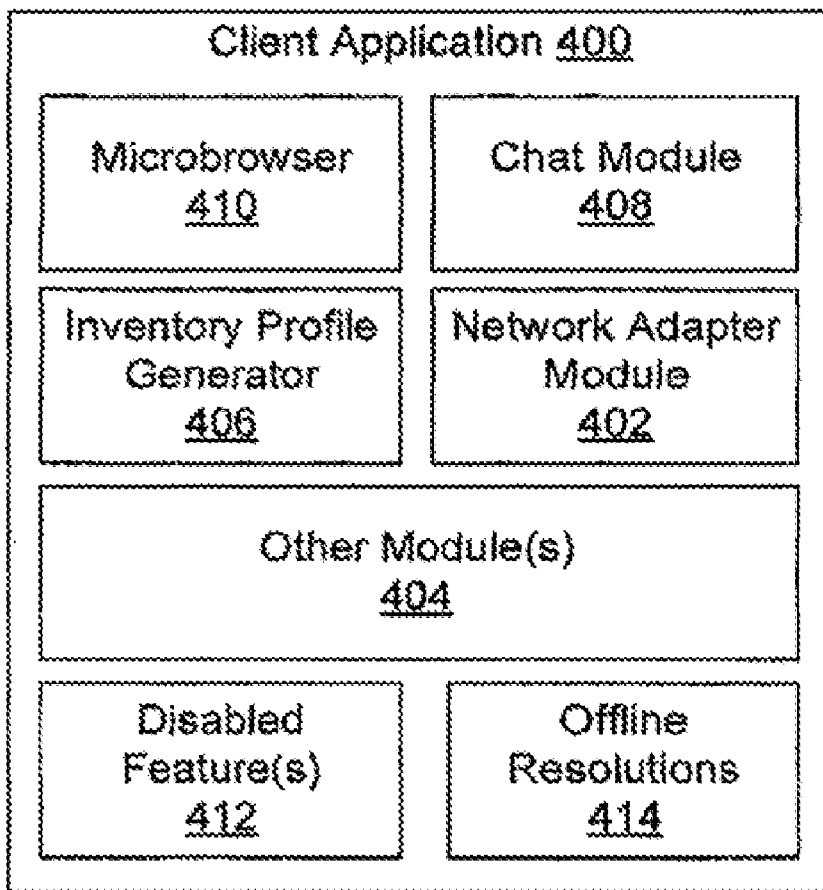 Client Application 400
Microbrowser
410
Chat Module
408
Inventory Profile
Generator
406
Network Adapter
Module
402
Other Module(s)
404
Disabled
Feature(s)
412
Offline
Resolutions
414